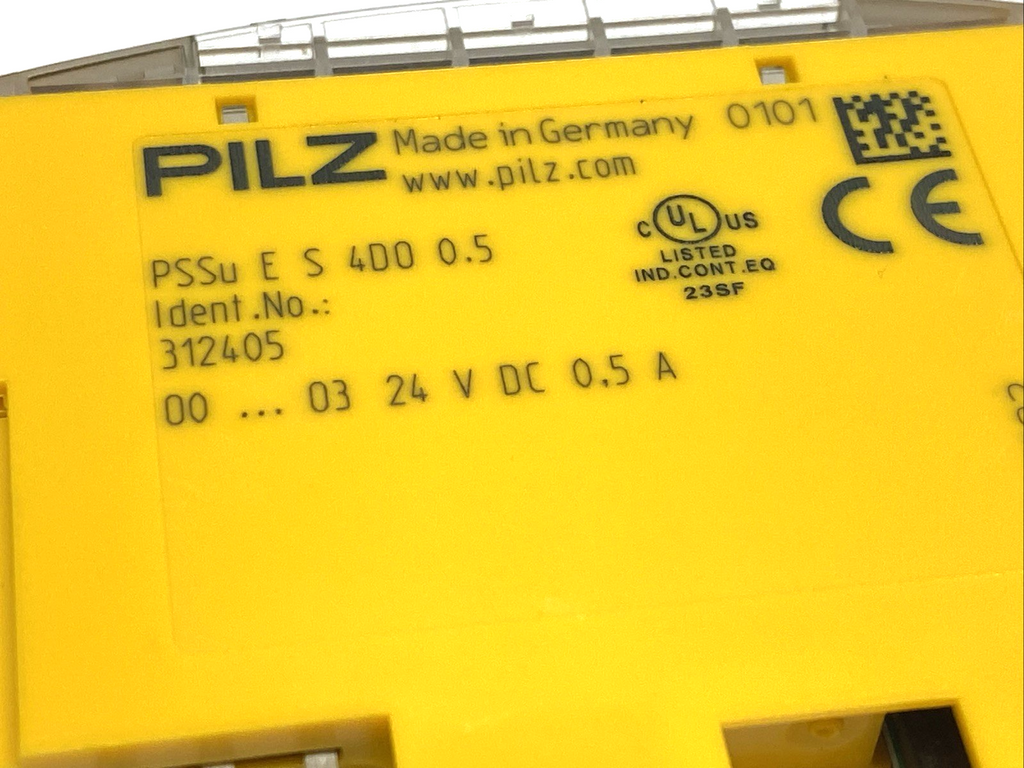 PILZ Made in Germany 0101
www.pilz.com
CE
C UL US
LISTED
IND.CONT.EQ
23SF
PSSu E S 4DO 0.5
Ident.No.:
312405
00 ... 03 24 V DC 0.5 A